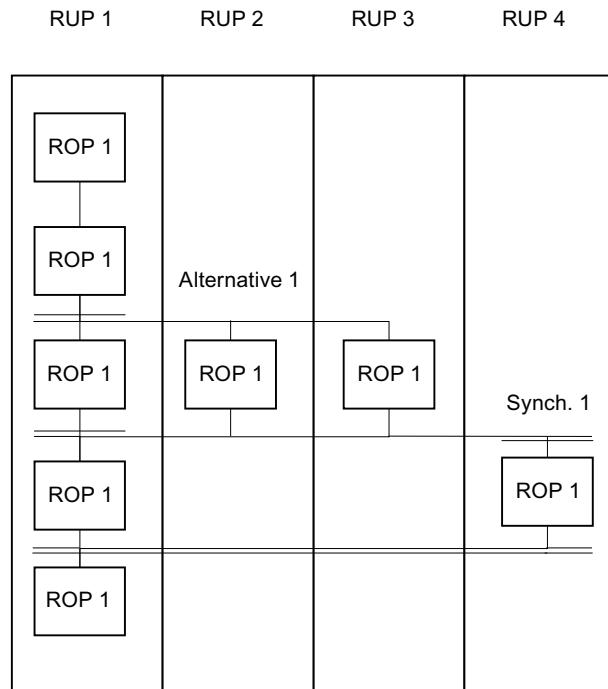 RUP 1 RUP 2 RUP 3 RUP 4
ROP 1
ROP 1
Alternative 1
ROP 1 ROP 1 ROP 1
Synch. 1
ROP 1 ROP 1
ROP 1